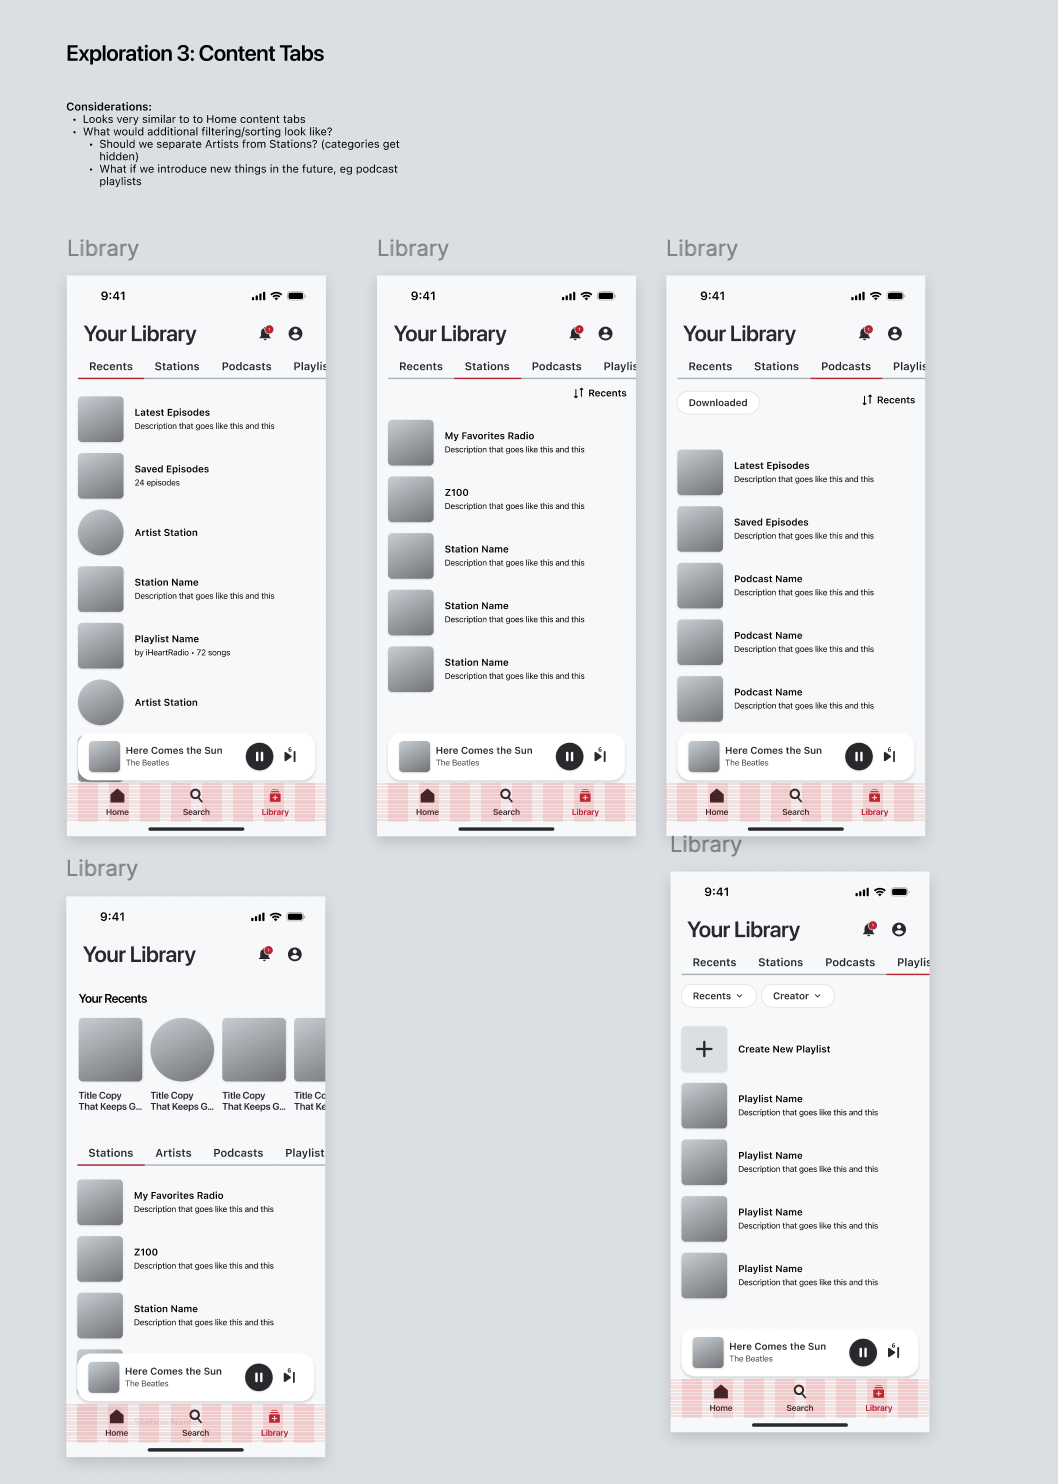 Exploration 3: Content Tabs
Considerations:
• Looks very similar to to Home content tabs
• What would additional filtering/sorting look like?
• Should we separate Artists from Stations? (categories get
hidden)
• What if we introduce new things in the future, eg podcast
playlists
Library
9:41
Your Library
Recents Stations Podcasts Playlis
Latest Episodes
Description that goes like this and this
Saved Episodes
24 episodes
Artist Station
Station Name
Description that goes like this and this
Playlist Name
by iHeartRadio • 72 songs
Artist Station
Here Comes the Sun
The Beatles
6
Home Search Library
Library
9:41
Your Library
Recents Stations Podcasts Playlis
Recents
My Favorites Radio
Description that goes like this and this
Z100
Description that goes like this and this
Station Name
Description that goes like this and this
Station Name
Description that goes like this and this
Station Name
Description that goes like this and this
Here Comes the Sun
The Beatles
6
Home Search Library
Library
9:41
Your Library
Recents Stations Podcasts Playlis
Downloaded Recents
Latest Episodes
Description that goes like this and this
Saved Episodes
Description that goes like this and this
Podcast Name
Description that goes like this and this
Podcast Name
Description that goes like this and this
Podcast Name
Description that goes like this and this
Here Comes the Sun
The Beatles
6
Home Search Library
Library
9:41
Your Library
Your Recents
Title Copy Title Copy Title Copy Title Co
That Keeps G... That Keeps G... That Keeps G... That Ke
Stations Artists Podcasts Playlist
My Favorites Radio
Description that goes like this and this
Z100
Description that goes like this and this
Station Name
Description that goes like this and this
Here Comes the Sun
The Beatles
6
Station Name
Home Search Library
Library
9:41
Your Library
Recents Stations Podcasts Playlis
Recents Creator
Create New Playlist
Playlist Name
Description that goes like this and this
Playlist Name
Description that goes like this and this
Playlist Name
Description that goes like this and this
Playlist Name
Description that goes like this and this
Here Comes the Sun
The Beatles
6
Home Search Library